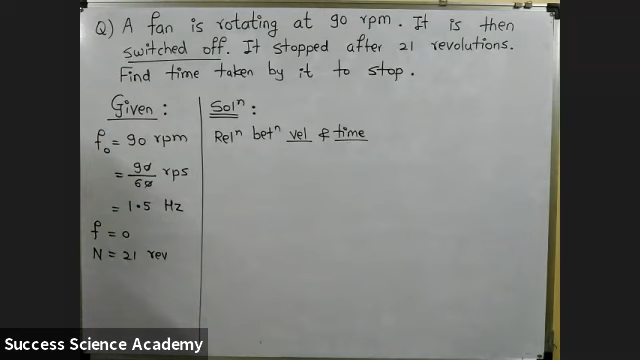 Q) A fan is rotating at 90 rpm. It is then
switched off. It stopped after 21 revolutions.
Find time taken by it to stop.
Given :
f₀ = 90 rpm
= 90/60 rps
= 1.5 Hz
f = 0
N = 21 rev
Solⁿ :
Relⁿ betⁿ vel & time
Success Science Academy